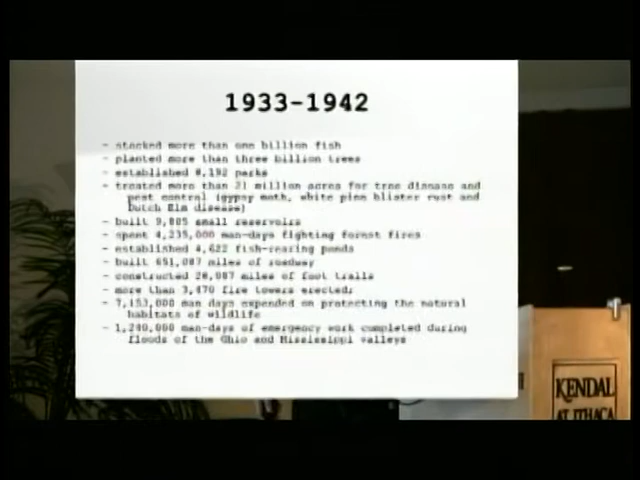 1933-1942
- stocked more than one billion fish
- planted more than three billion trees
- established 8,192 parks
- treated more than 21 million acres for tree disease and
pest control (gypsy moth, white pine blister rust and
Dutch Elm disease)
- built 9,805 small reservoirs
- spent 4,235,000 man-days fighting forest fires
- established 4,622 fish-rearing ponds
- built 651,087 miles of roadway
- constructed 28,087 miles of foot trails
- more than 3,470 fire towers erected;
- 7,153,000 man days expended on protecting the natural
habitats of wildlife
- 1,240,000 man-days of emergency work completed during
floods of the Ohio and Mississippi valleys
KENDAL
AT ITHACA